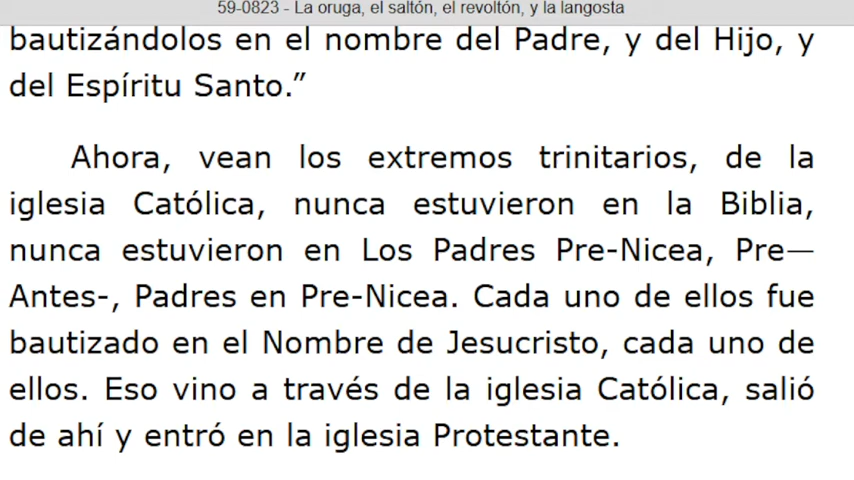 59-0823 - La oruga, el saltón, el revoltón, y la langosta
bautizándolos en el nombre del Padre, y del Hijo, y
del Espíritu Santo.”
Ahora, vean los extremos trinitarios, de la
iglesia Católica, nunca estuvieron en la Biblia,
nunca estuvieron en Los Padres Pre-Nicea, Pre—
Antes-, Padres en Pre-Nicea. Cada uno de ellos fue
bautizado en el Nombre de Jesucristo, cada uno de
ellos. Eso vino a través de la iglesia Católica, salió
de ahí y entró en la iglesia Protestante.